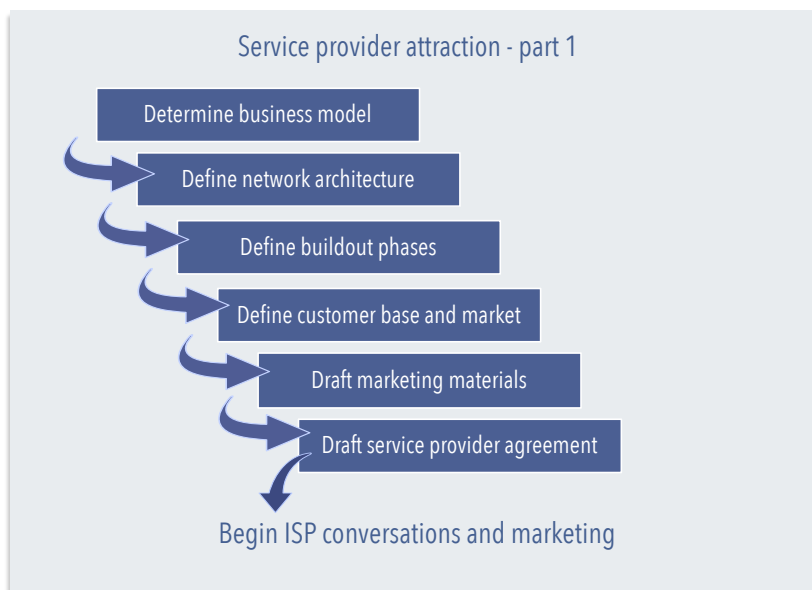 Service provider attraction - part 1
Determine business model
Define network architecture
Define buildout phases
Define customer base and market
Draft marketing materials
Draft service provider agreement
Begin ISP conversations and marketing